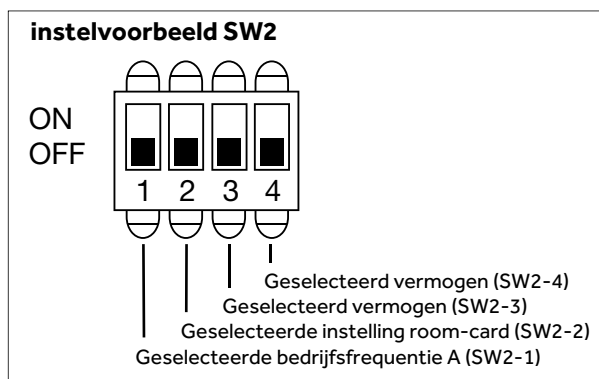 instelvoorbeeld SW2
ON
OFF
1 2 3 4
Geselecteerd vermogen (SW2-4)
Geselecteerd vermogen (SW2-3)
Geselecteerde instelling room-card (SW2-2)
Geselecteerde bedrijfsfrequentie A (SW2-1)